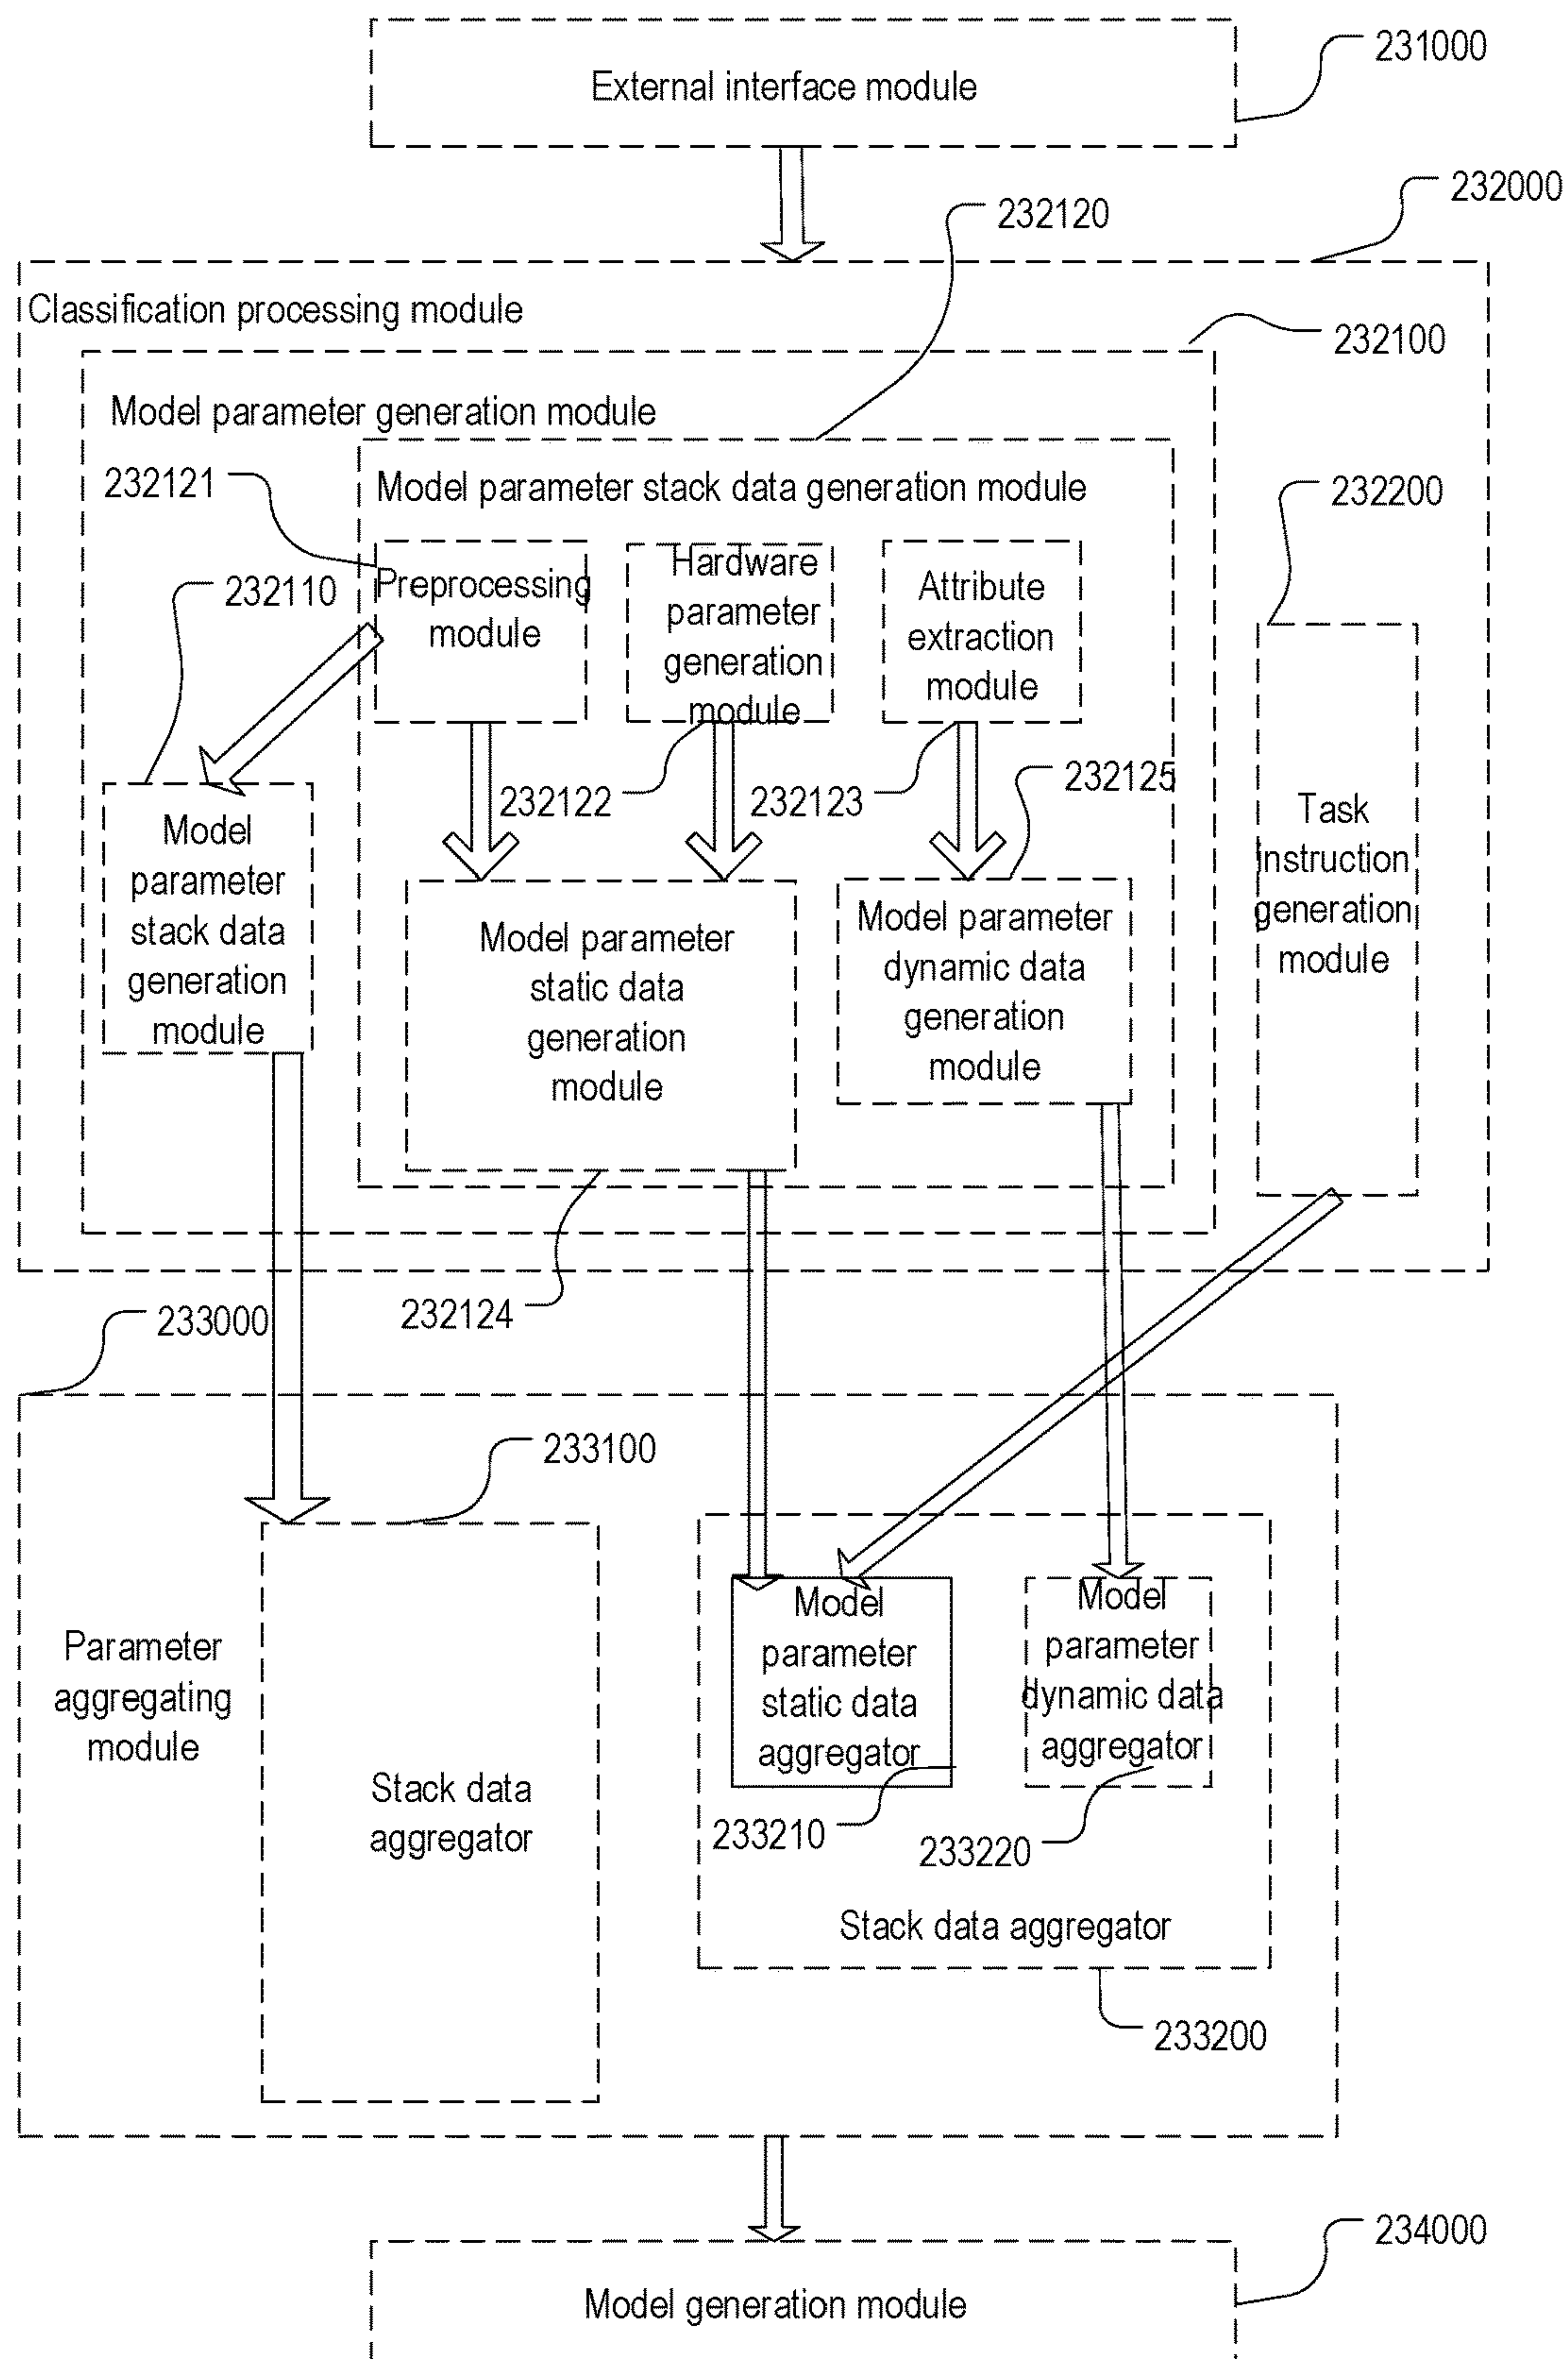 External interface module
231000
232000
232120
Classification processing module
232100
Model parameter generation module
232121
Model parameter stack data generation module
232200
232110
Preprocessing
module
Hardware
parameter
generation
module
Attribute
extraction
module
232122
232123
232125
Model
parameter
stack data
generation
module
Model parameter
static data
generation
module
Model parameter
dynamic data
generation
module
Task
instruction
generation
module
232124
233000
233100
Parameter
aggregating
module
Stack data
aggregator
Model
parameter
static data
aggregator
Model
parameter
dynamic data
aggregator
233210
233220
Stack data aggregator
233200
234000
Model generation module